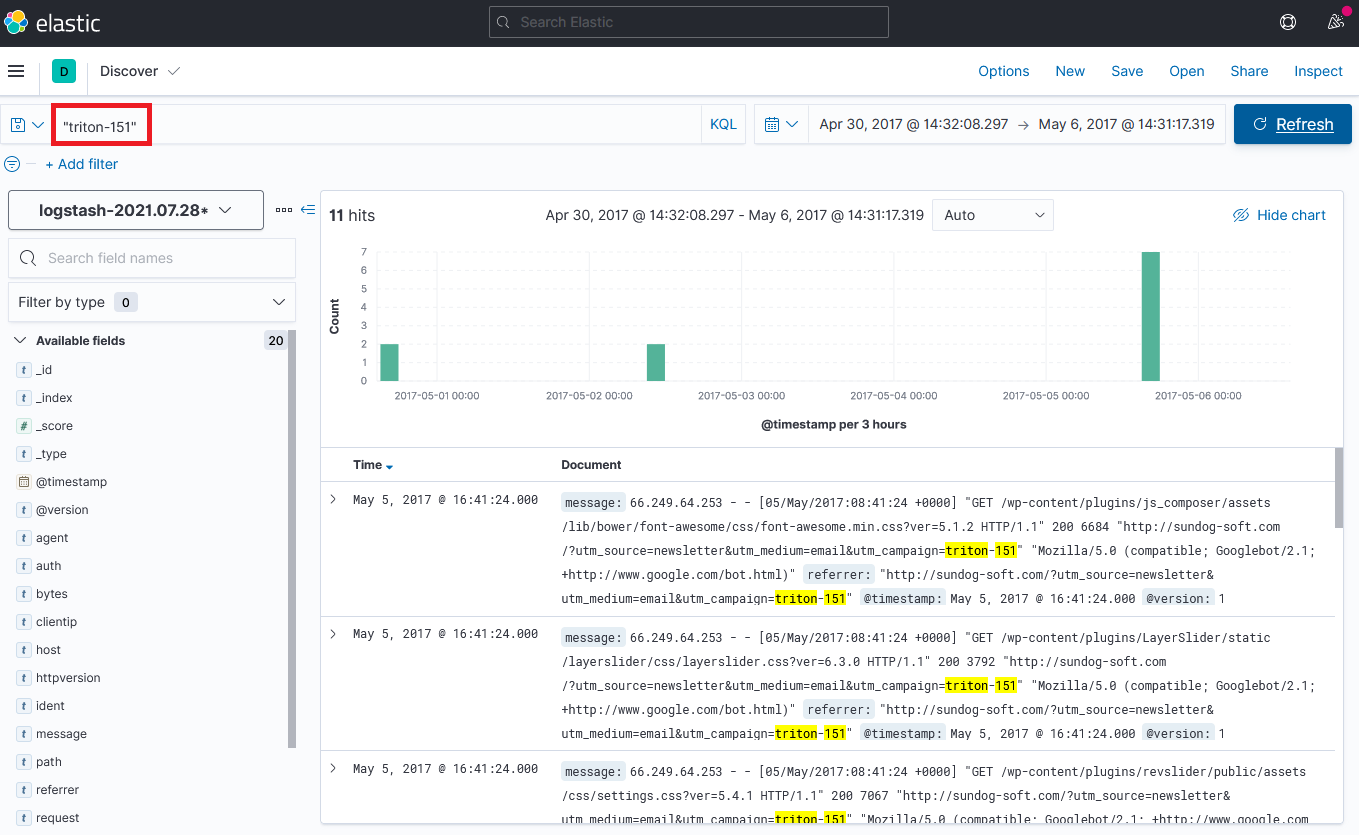 elastic
Search Elastic
D
Discover
Options
New
Save
Open
Share
Inspect
"triton-151"
KQL
Apr 30, 2017 @ 14:32:08.297 → May 6, 2017 @ 14:31:17.319
Refresh
+ Add filter
logstash-2021.07.28*
Search field names
Filter by type 0
Available fields 20
t _id
t _index
# _score
t _type
@timestamp
t @version
t agent
t auth
t bytes
t clientip
t host
t httpversion
t ident
t message
t path
t referrer
t request
11 hits
Apr 30, 2017 @ 14:32:08.297 - May 6, 2017 @ 14:31:17.319
Auto
Hide chart
7
6
5
4
3
2
1
0
Count
2017-05-01 00:00
2017-05-02 00:00
2017-05-03 00:00
2017-05-04 00:00
2017-05-05 00:00
2017-05-06 00:00
@timestamp per 3 hours
Time
Document
May 5, 2017 @ 16:41:24.000
message: 66.249.64.253 - - [05/May/2017:08:41:24 +0000] "GET /wp-content/plugins/js_composer/assets
/lib/bower/font-awesome/css/font-awesome.min.css?ver=5.1.2 HTTP/1.1" 200 6684 "http://sundog-soft.com
/?utm_source=newsletter&utm_medium=email&utm_campaign=triton-151" "Mozilla/5.0 (compatible; Googlebot/2.1;
+http://www.google.com/bot.html)" referrer: "http://sundog-soft.com/?utm_source=newsletter&
utm_medium=email&utm_campaign=triton-151" @timestamp: May 5, 2017 @ 16:41:24.000 @version: 1
May 5, 2017 @ 16:41:24.000
message: 66.249.64.253 - - [05/May/2017:08:41:24 +0000] "GET /wp-content/plugins/LayerSlider/static
/layerslider/css/layerslider.css?ver=6.3.0 HTTP/1.1" 200 3792 "http://sundog-soft.com
/?utm_source=newsletter&utm_medium=email&utm_campaign=triton-151" "Mozilla/5.0 (compatible; Googlebot/2.1;
+http://www.google.com/bot.html)" referrer: "http://sundog-soft.com/?utm_source=newsletter&
utm_medium=email&utm_campaign=triton-151" @timestamp: May 5, 2017 @ 16:41:24.000 @version: 1
May 5, 2017 @ 16:41:24.000
message: 66.249.64.253 - - [05/May/2017:08:41:24 +0000] "GET /wp-content/plugins/revslider/public/assets
/css/settings.css?ver=5.4.1 HTTP/1.1" 200 7067 "http://sundog-soft.com/?utm_source=newsletter&
utm_medium=email&utm_campaign=triton-151" "Mozilla/5.0 (compatible; Googlebot/2.1; +http://www.google.com